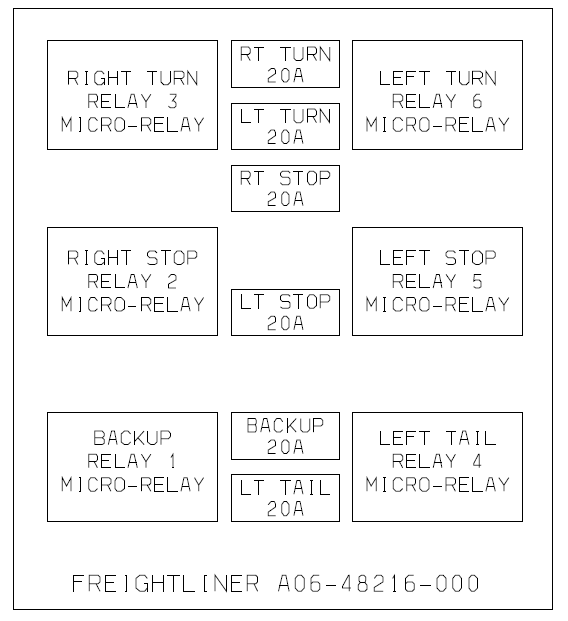 RIGHT TURN
RELAY 3
MICRO-RELAY
RT TURN
20A
LT TURN
20A
RT STOP
20A
LEFT TURN
RELAY 6
MICRO-RELAY
RIGHT STOP
RELAY 2
MICRO-RELAY
LT STOP
20A
LEFT STOP
RELAY 5
MICRO-RELAY
BACKUP
RELAY 1
MICRO-RELAY
BACKUP
20A
LT TAIL
20A
LEFT TAIL
RELAY 4
MICRO-RELAY
FREIGHTLINER A06-48216-000